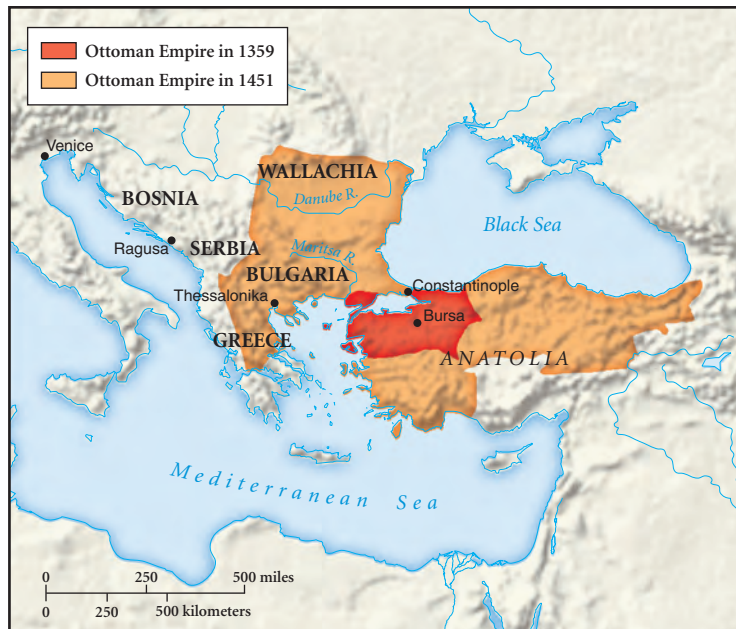 Ottoman Empire in 1359
Ottoman Empire in 1451
Venice
WALLACHIA
BOSNIA
Danube R.
Black Sea
Ragusa
SERBIA
Maritsa R.
BULGARIA
Constantinople
Thessalonika
Bursa
GREECE
ANATOLIA
Mediterranean Sea
0 250 500 miles
0 250 500 kilometers